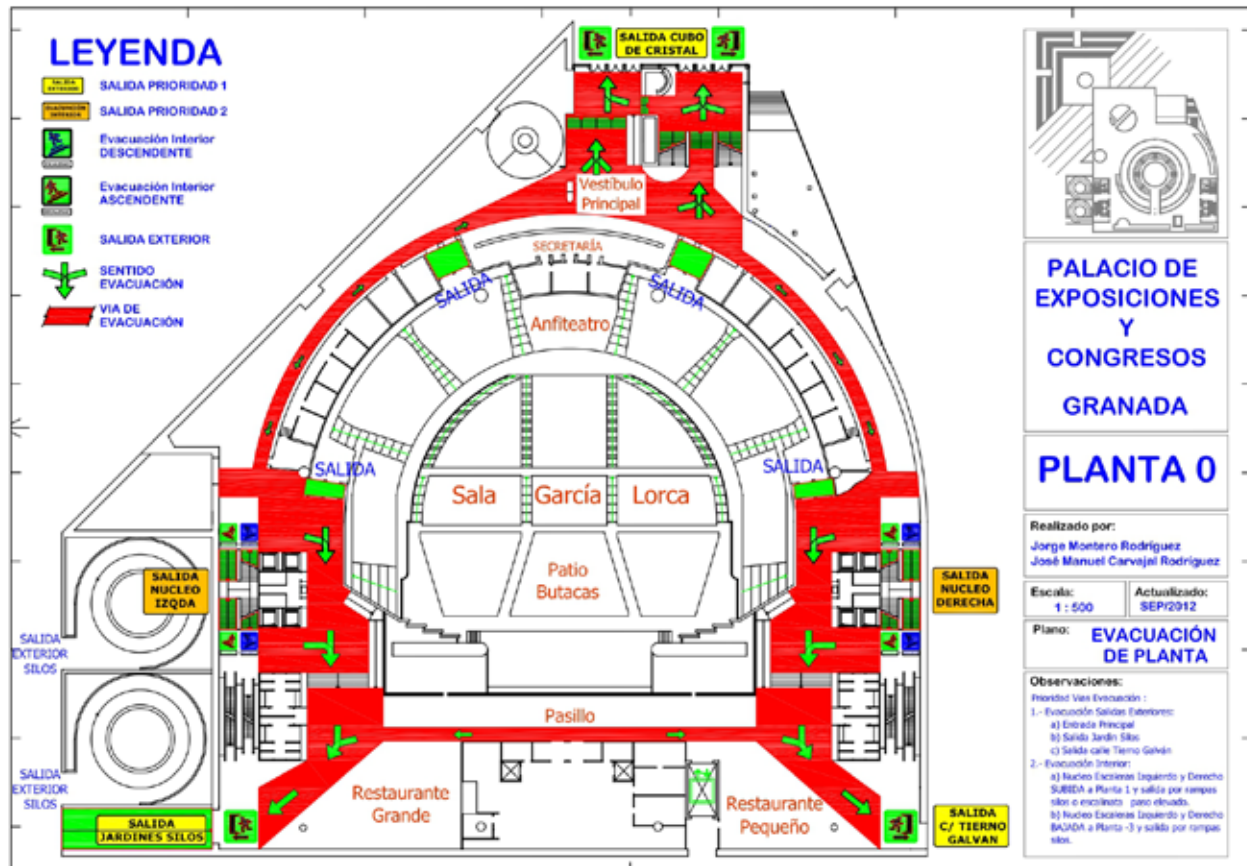 LEYENDA
SALIDA PRIORIDAD 1
SALIDA PRIORIDAD 2
Evacuación Interior
DESCENDENTE
Evacuación Interior
ASCENDENTE
SALIDA EXTERIOR
SENTIDO
EVACUACIÓN
VIA DE
EVACUACIÓN
SALIDA CUBO
DE CRISTAL
Vestíbulo
Principal
SECRETARÍA
SALIDA
SALIDA
Anfiteatro
SALIDA
SALIDA
Sala
García
Lorca
Patio
Butacas
SALIDA
NUCLEO
IZQDA
SALIDA
NUCLEO
DERECHA
SALIDA
EXTERIOR
SILOS
SALIDA
EXTERIOR
SILOS
Pasillo
Restaurante
Grande
Restaurante
Pequeño
SALIDA
JARDINES SILOS
SALIDA
C/ TIERNO
GALVAN
PALACIO DE
EXPOSICIONES
Y
CONGRESOS
GRANADA
PLANTA 0
Realizado por:
Jorge Montero Rodríguez
José Manuel Carvajal Rodríguez
Escala:
1 : 500
Actualizado:
SEP/2012
Plano:
EVACUACIÓN
DE PLANTA
Observaciones:
Prioridad Vias Evacuación :
1.- Evacuación Salidas Exteriores:
a) Entrada Principal
b) Salida Jardin Silos
c) Salida calle Tierno Galván
2.- Evacuación Interior:
a) Nucleo Escaleras Izquierdo y Derecho
SUBIDA a Planta 1 y salida por rampas
silos o escalinata paso elevado.
b) Nucleo Escaleras Izquierdo y Derecho
BAJADA a Planta -3 y salida por rampas
silos.